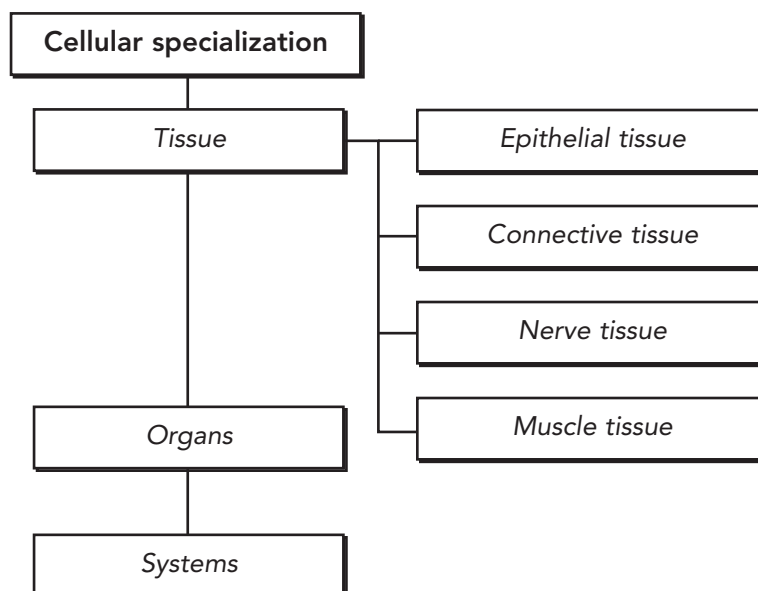 Cellular specialization
Tissue
Epithelial tissue
Connective tissue
Nerve tissue
Muscle tissue
Organs
Systems